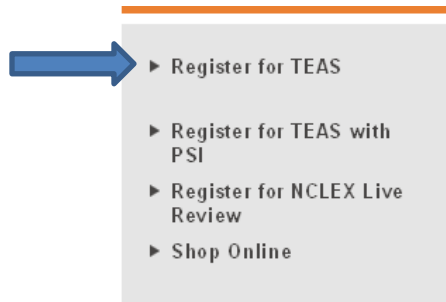 Register for TEAS
Register for TEAS with
PSI
Register for NCLEX Live
Review
Shop Online